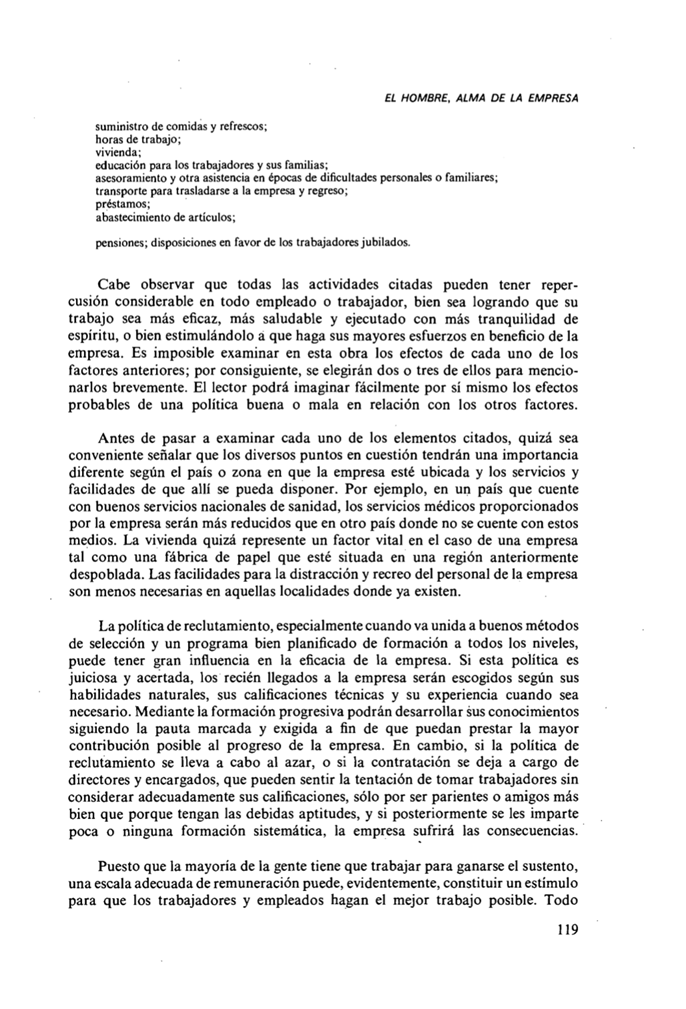 EL HOMBRE, ALMA DE LA EMPRESA
suministro de comidas y refrescos;
horas de trabajo;
vivienda;
educación para los trabajadores y sus familias;
asesoramiento y otra asistencia en épocas de dificultades personales o familiares;
transporte para trasladarse a la empresa y regreso;
préstamos;
abastecimiento de artículos;
pensiones; disposiciones en favor de los trabajadores jubilados.
Cabe observar que todas las actividades citadas pueden tener reper-
cusión considerable en todo empleado o trabajador, bien sea logrando que su
trabajo sea más eficaz, más saludable y ejecutado con más tranquilidad de
espíritu, o bien estimulándolo a que haga sus mayores esfuerzos en beneficio de la
empresa. Es imposible examinar en esta obra los efectos de cada uno de los
factores anteriores; por consiguiente, se elegirán dos o tres de ellos para mencio-
narlos brevemente. El lector podrá imaginar fácilmente por sí mismo los efectos
probables de una política buena o mala en relación con los otros factores.
Antes de pasar a examinar cada uno de los elementos citados, quizá sea
conveniente señalar que los diversos puntos en cuestión tendrán una importancia
diferente según el país o zona en que la empresa esté ubicada y los servicios y
facilidades de que allí se pueda disponer. Por ejemplo, en un país que cuente
con buenos servicios nacionales de sanidad, los servicios médicos proporcionados
por la empresa serán más reducidos que en otro país donde no se cuente con estos
medios. La vivienda quizá represente un factor vital en el caso de una empresa
tal como una fábrica de papel que esté situada en una región anteriormente
despoblada. Las facilidades para la distracción y recreo del personal de la empresa
son menos necesarias en aquellas localidades donde ya existen.
La política de reclutamiento, especialmente cuando va unida a buenos métodos
de selección y un programa bien planificado de formación a todos los niveles,
puede tener gran influencia en la eficacia de la empresa. Si esta política es
juiciosa y acertada, los recién llegados a la empresa serán escogidos según sus
habilidades naturales, sus calificaciones técnicas y su experiencia cuando sea
necesario. Mediante la formación progresiva podrán desarrollar sus conocimientos
siguiendo la pauta marcada y exigida a fin de que puedan prestar la mayor
contribución posible al progreso de la empresa. En cambio, si la política de
reclutamiento se lleva a cabo al azar, o si la contratación se deja a cargo de
directores y encargados, que pueden sentir la tentación de tomar trabajadores sin
considerar adecuadamente sus calificaciones, sólo por ser parientes o amigos más
bien que porque tengan las debidas aptitudes, y si posteriormente se les imparte
poca o ninguna formación sistemática, la empresa sufrirá las consecuencias.
Puesto que la mayoría de la gente tiene que trabajar para ganarse el sustento,
una escala adecuada de remuneración puede, evidentemente, constituir un estímulo
para que los trabajadores y empleados hagan el mejor trabajo posible. Todo
119